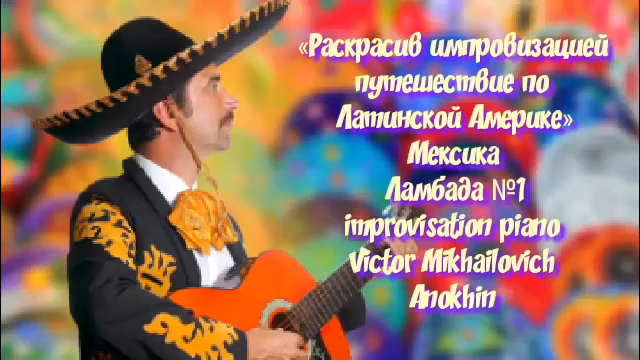 «Раскрасив импровизацией
путешествие по
Латинской Америке»
Мексика
Ламбада №1
improvisation piano
Victor Mikhailovich
Anokhin